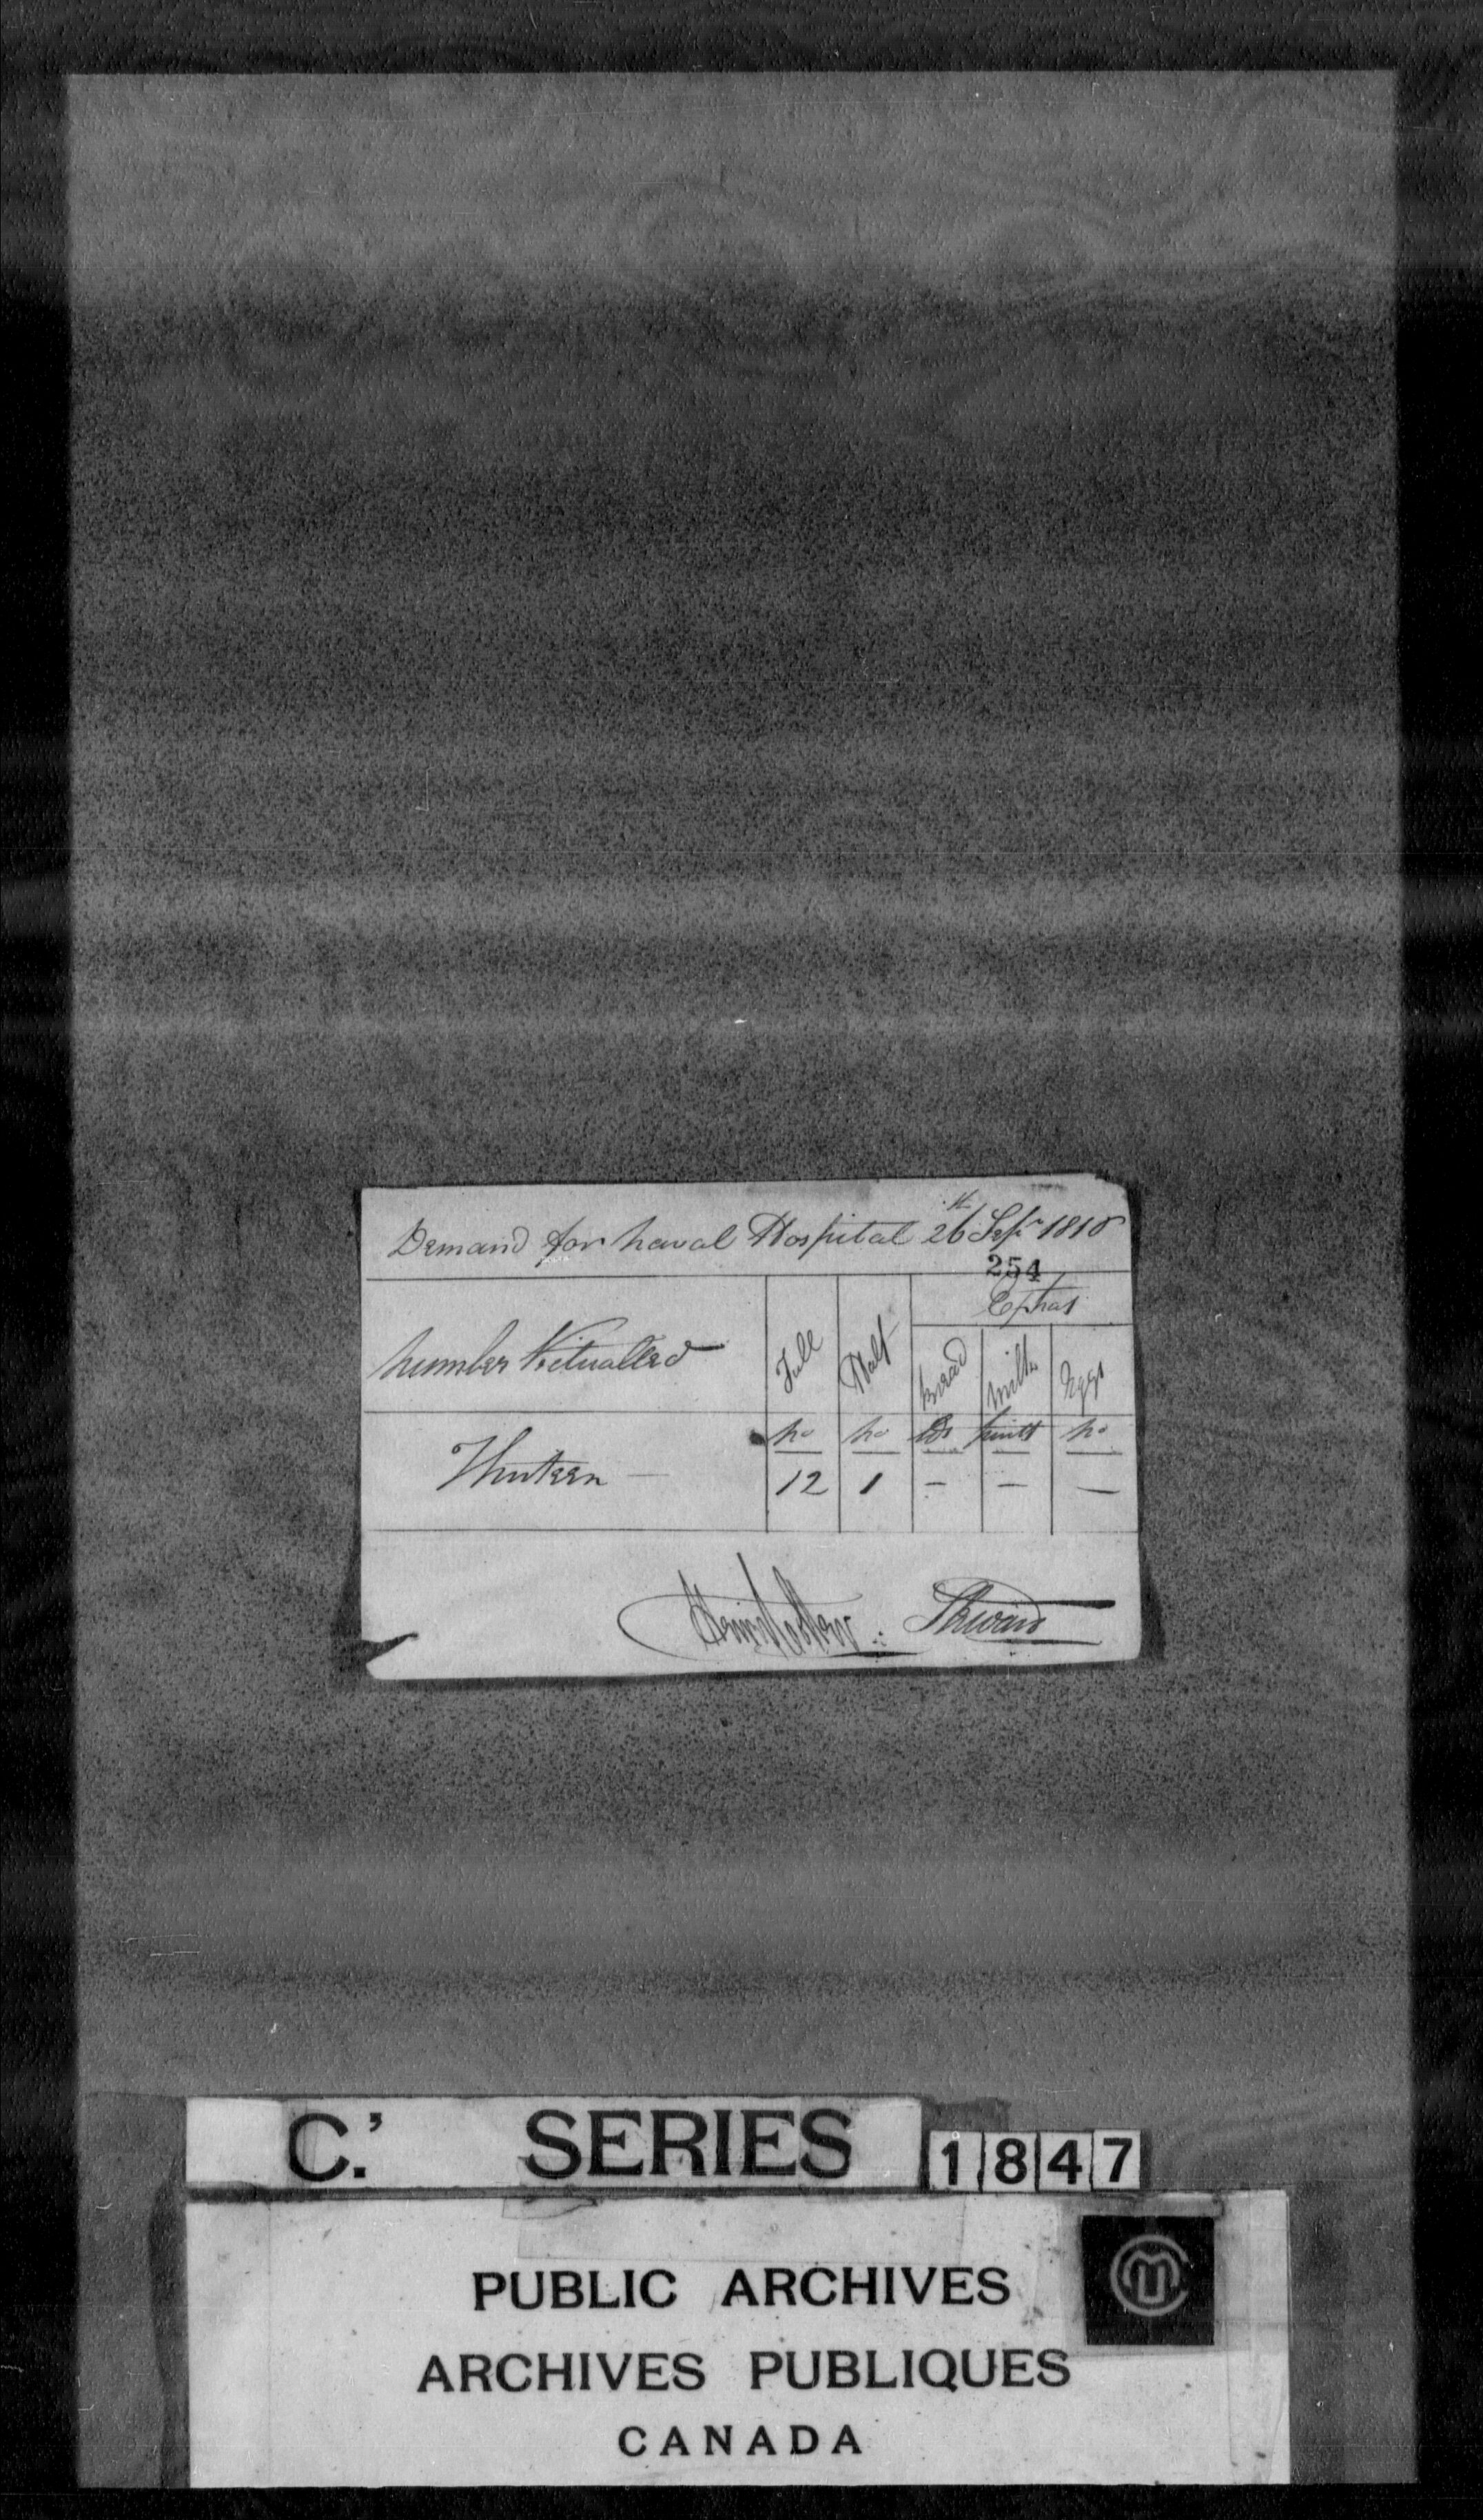 Demand for Naval Hospital 26th Sepr 1818
254
Extras
Number Victualled Full Half Bread Milk Eggs
No No lbs pints No
Thirteen — 12 1 — — —
Steward
C. SERIES 1847
PUBLIC ARCHIVES
ARCHIVES PUBLIQUES
CANADA